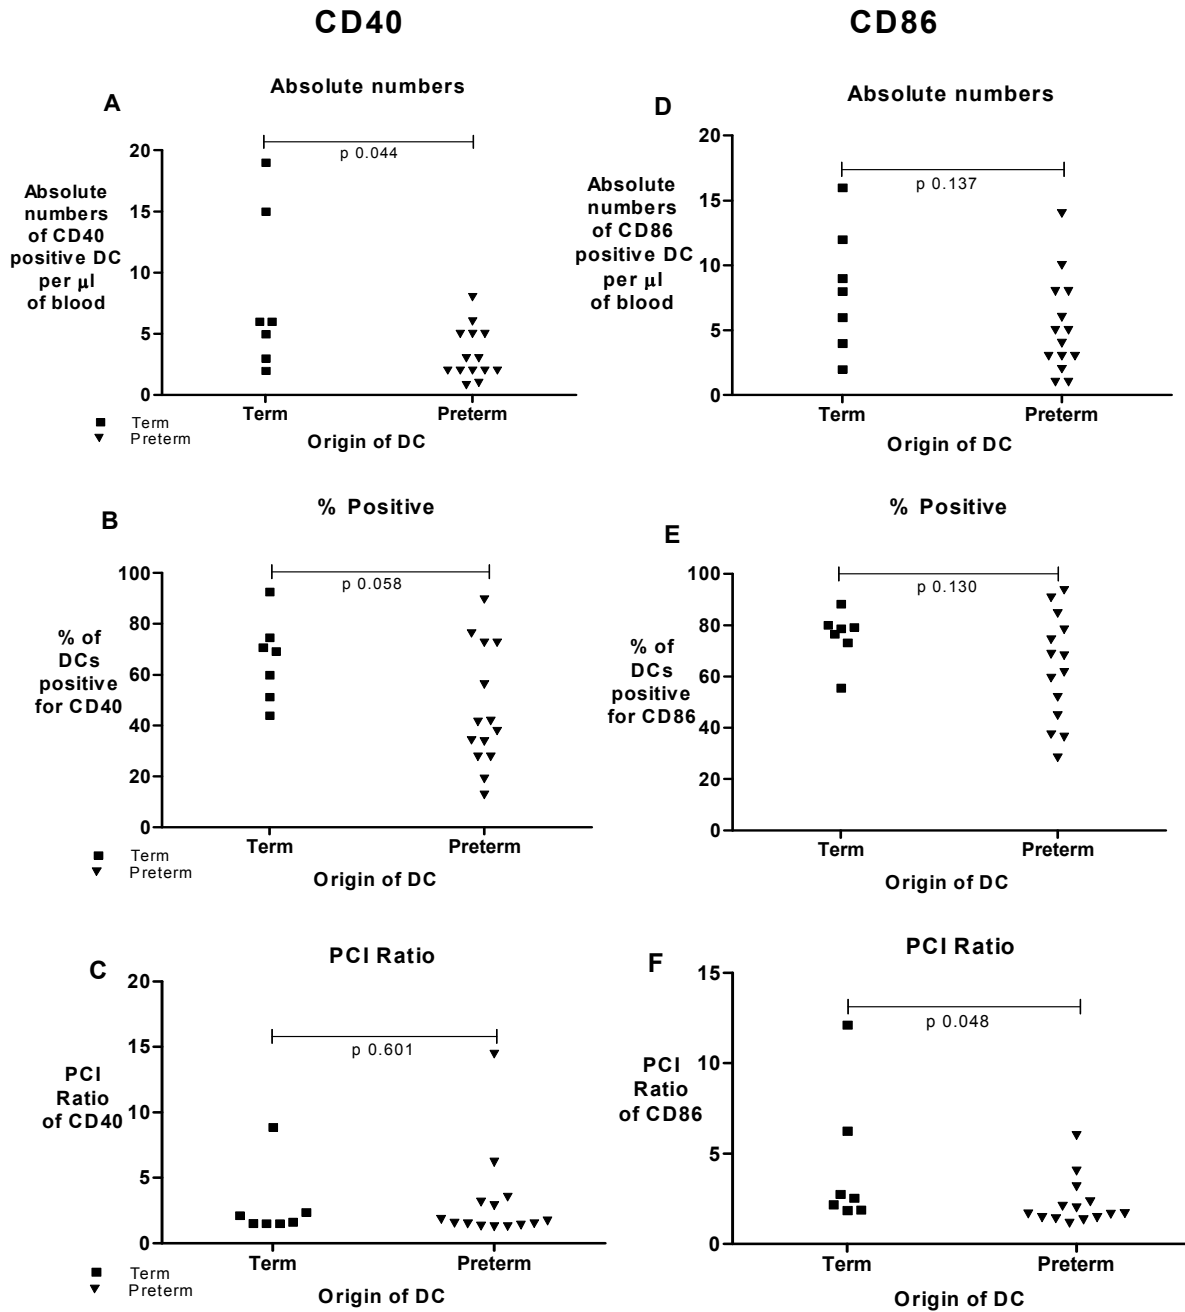 CD40
CD86
Absolute numbers
A
20
15
10
5
0
p 0.044
Absolute
numbers
of CD40
positive DC
per µl
of blood
Term
Preterm
Origin of DC
Term
Preterm
Absolute numbers
D
20
15
10
5
0
p 0.137
Absolute
numbers
of CD86
positive DC
per µl
of blood
Term
Preterm
Origin of DC
% Positive
B
100
80
60
40
20
0
p 0.058
% of
DCs
positive
for CD40
Term
Preterm
Origin of DC
Term
Preterm
% Positive
E
100
80
60
40
20
0
p 0.130
% of
DCs
positive
for CD86
Term
Preterm
Origin of DC
PCI Ratio
C
20
15
10
5
0
p 0.601
PCI
Ratio
of CD40
Term
Preterm
Origin of DC
Term
Preterm
PCI Ratio
F
15
10
5
0
p 0.048
PCI
Ratio
of CD86
Term
Preterm
Origin of DC